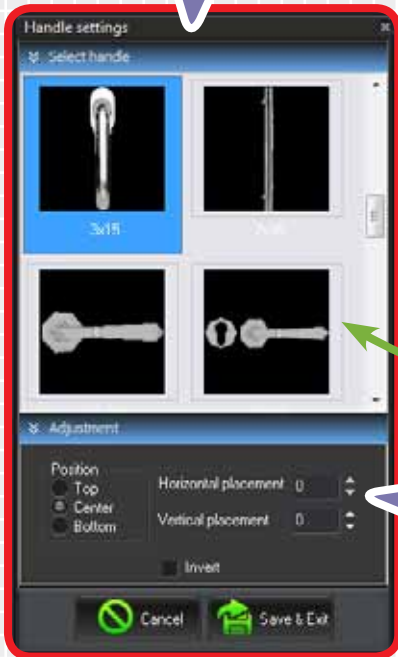 Handle settings
Select handle
3x15
Adjustment
Position
Top
Center
Bottom
Horizontal placement 0
Vertical placement 0
Invert
Cancel
Save & Exit